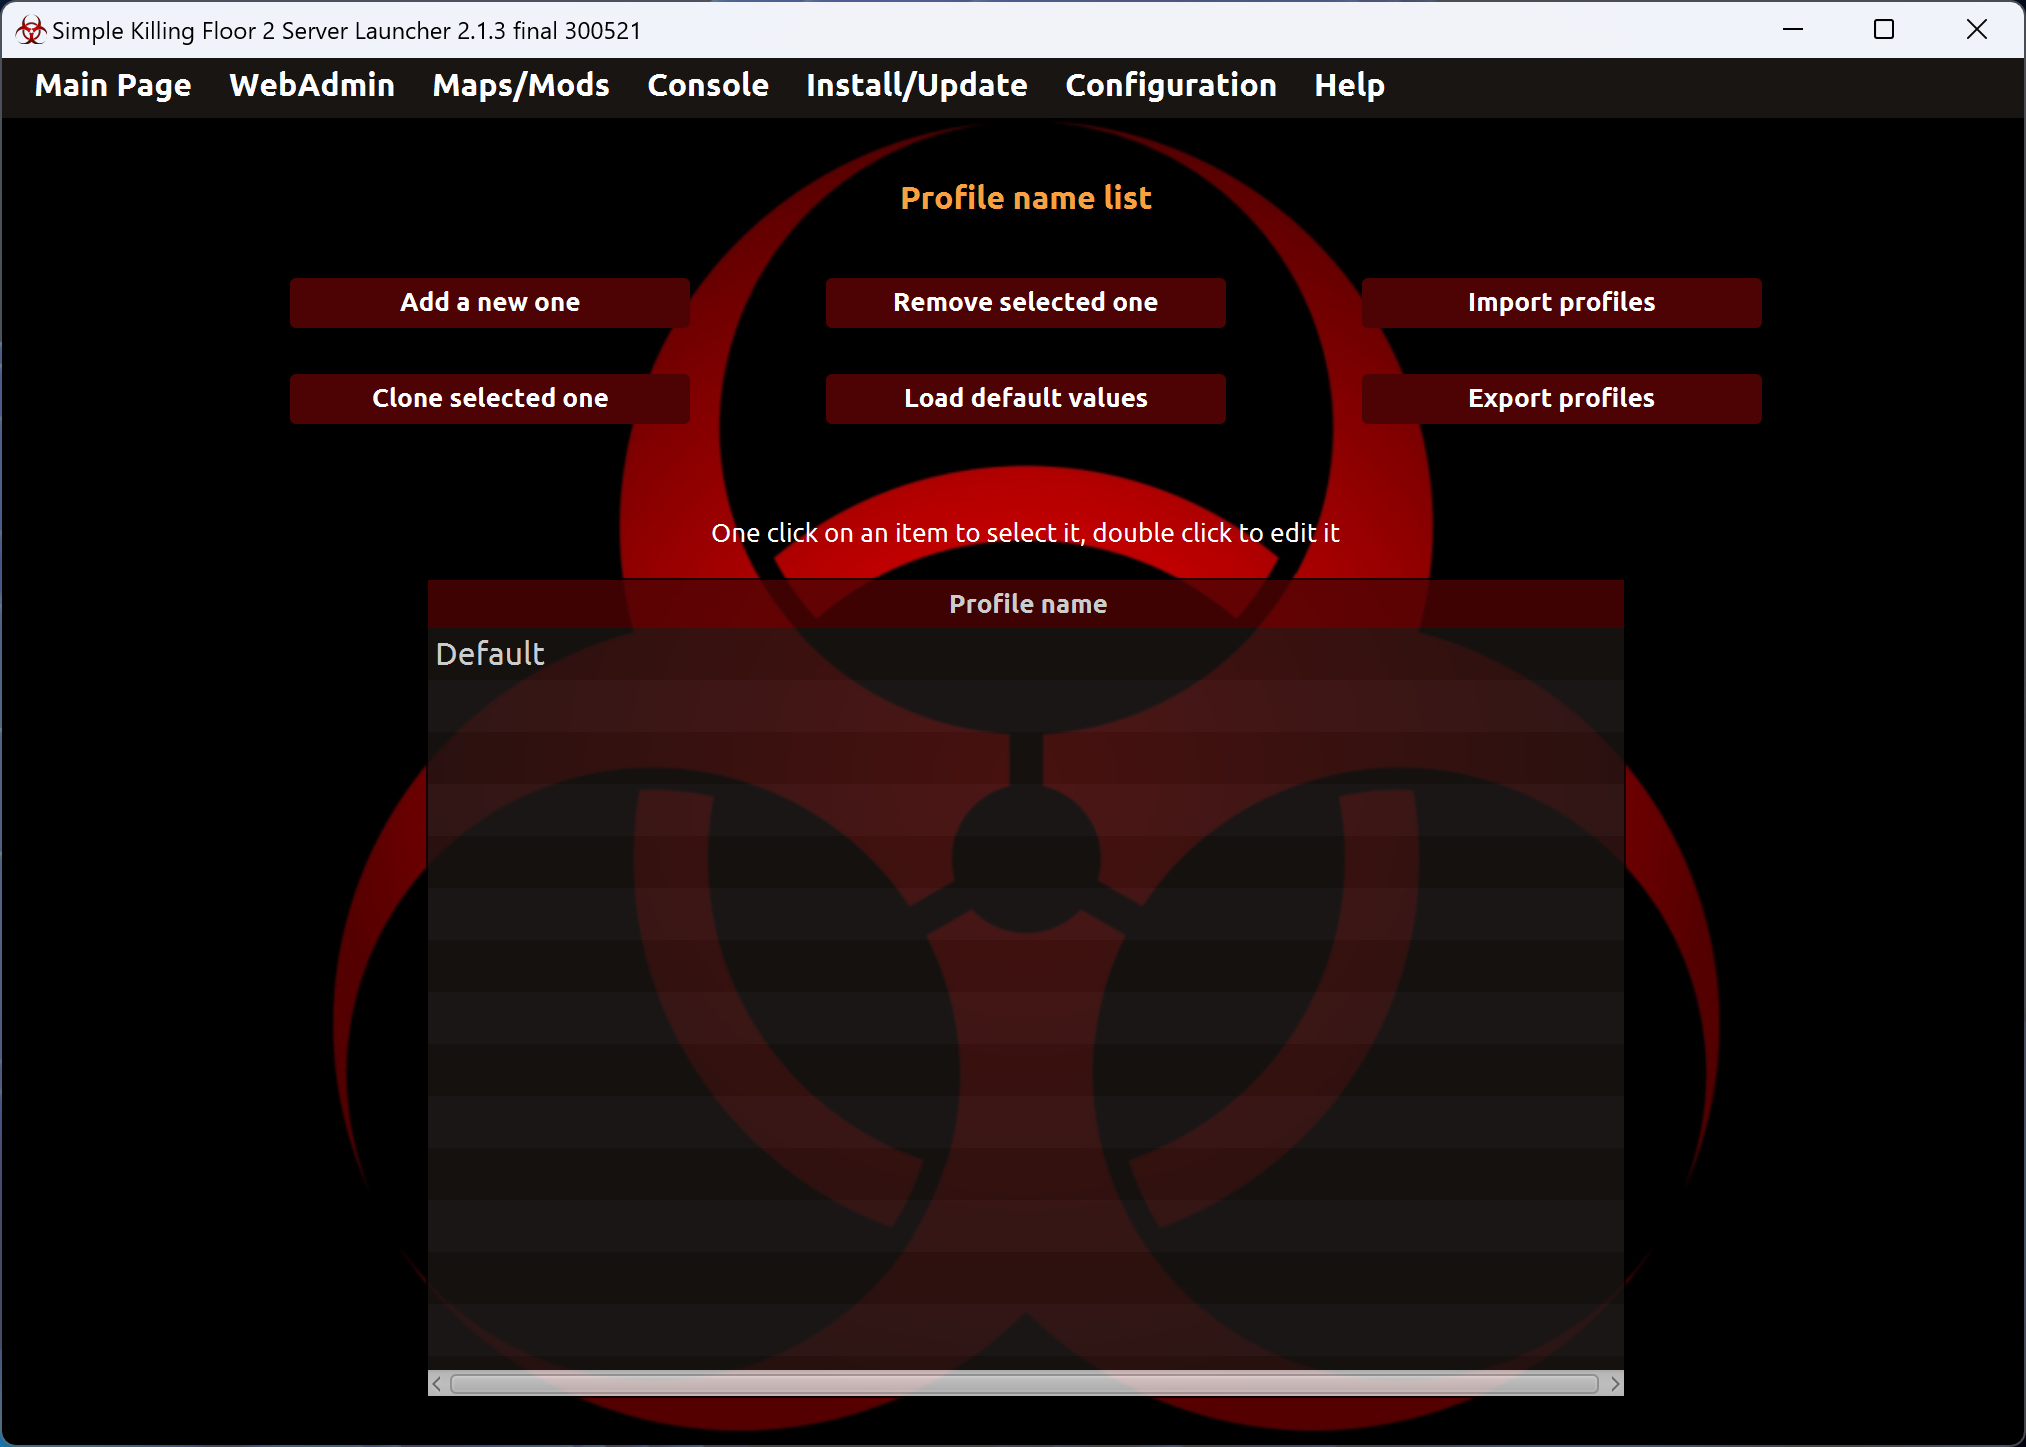 Simple Killing Floor 2 Server Launcher 2.1.3 final 300521
Main Page WebAdmin Maps/Mods Console Install/Update Configuration Help
Profile name list
Add a new one Remove selected one Import profiles
Clone selected one Load default values Export profiles
One click on an item to select it, double click to edit it
Profile name
Default